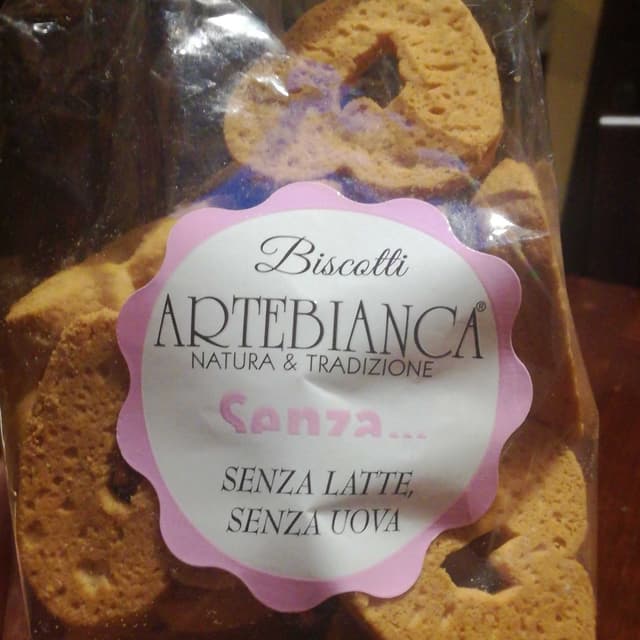 Biscotti
ARTEBIANCA®
NATURA & TRADIZIONE
Senza...
SENZA LATTE,
SENZA UOVA